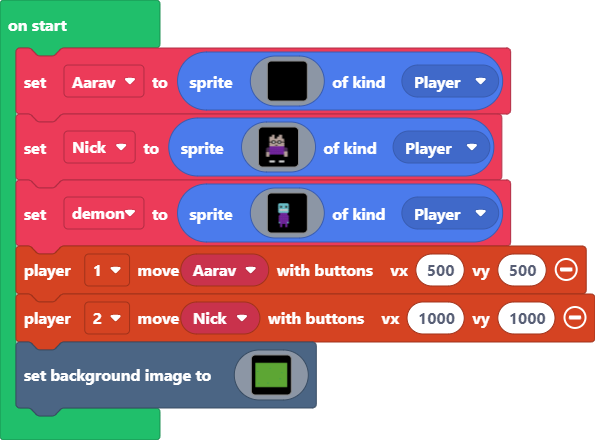 on start
set Aarav to sprite of kind Player
set Nick to sprite of kind Player
set demon to sprite of kind Player
player 1 move Aarav with buttons vx 500 vy 500
player 2 move Nick with buttons vx 1000 vy 1000
set background image to